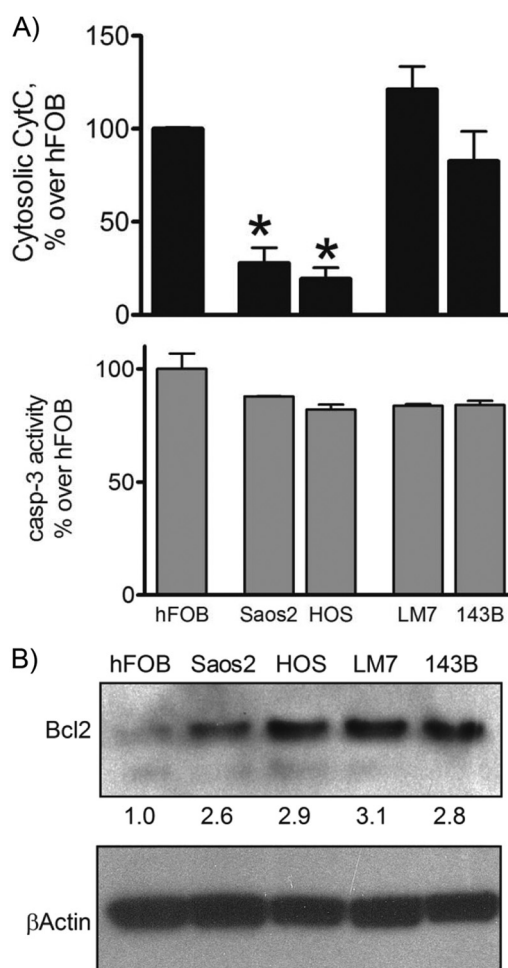 A)
Cytosolic CytC,
% over hFOB
150
100
50
0
*
*
casp-3 activity
% over hFOB
100
50
0
hFOB Saos2 HOS LM7 143B
B)
hFOB Saos2 HOS LM7 143B
Bcl2
1.0 2.6 2.9 3.1 2.8
βActin